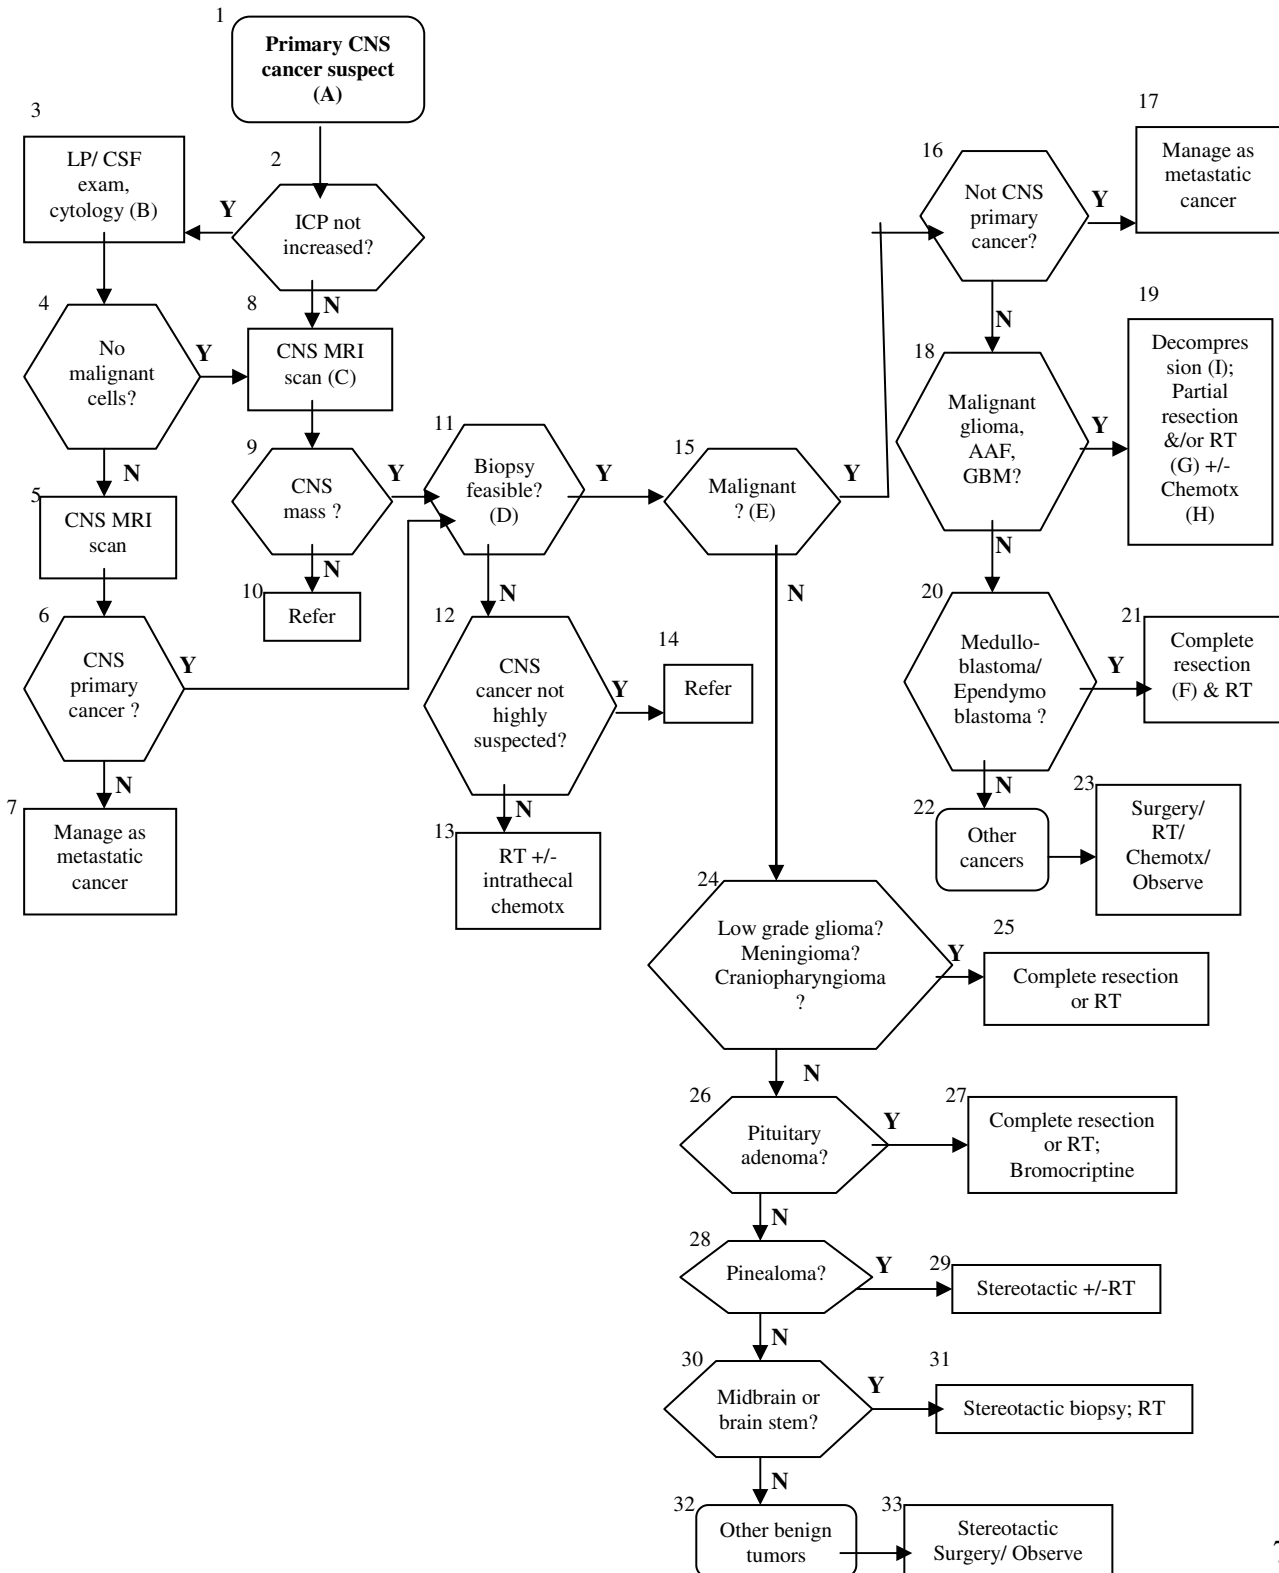 1
Primary CNS
cancer suspect
(A)
3
LP/ CSF
exam,
cytology (B)
2
Y
ICP not
increased?
N
4
No
malignant
cells?
Y
N
8
CNS MRI
scan (C)
5
CNS MRI
scan
9
CNS
mass ?
Y
N
10
Refer
6
CNS
primary
cancer ?
Y
N
7
Manage as
metastatic
cancer
11
Biopsy
feasible?
(D)
Y
N
12
CNS
cancer not
highly
suspected?
Y
N
13
RT +/-
intrathecal
chemotx
14
Refer
15
Malignant
? (E)
Y
N
16
Not CNS
primary
cancer?
Y
N
17
Manage as
metastatic
cancer
18
Malignant
glioma,
AAF,
GBM?
Y
N
19
Decompres
sion (I);
Partial
resection
&/or RT
(G) +/-
Chemotx
(H)
20
Medullo-
blastoma/
Ependymo
blastoma ?
Y
N
21
Complete
resection
(F) & RT
22
Other
cancers
23
Surgery/
RT/
Chemotx/
Observe
24
Low grade glioma?
Meningioma?
Craniopharyngioma
?
Y
N
25
Complete resection
or RT
26
Pituitary
adenoma?
Y
N
27
Complete resection
or RT;
Bromocriptine
28
Pinealoma?
Y
N
29
Stereotactic +/-RT
30
Midbrain or
brain stem?
Y
N
31
Stereotactic biopsy; RT
32
Other benign
tumors
33
Stereotactic
Surgery/ Observe